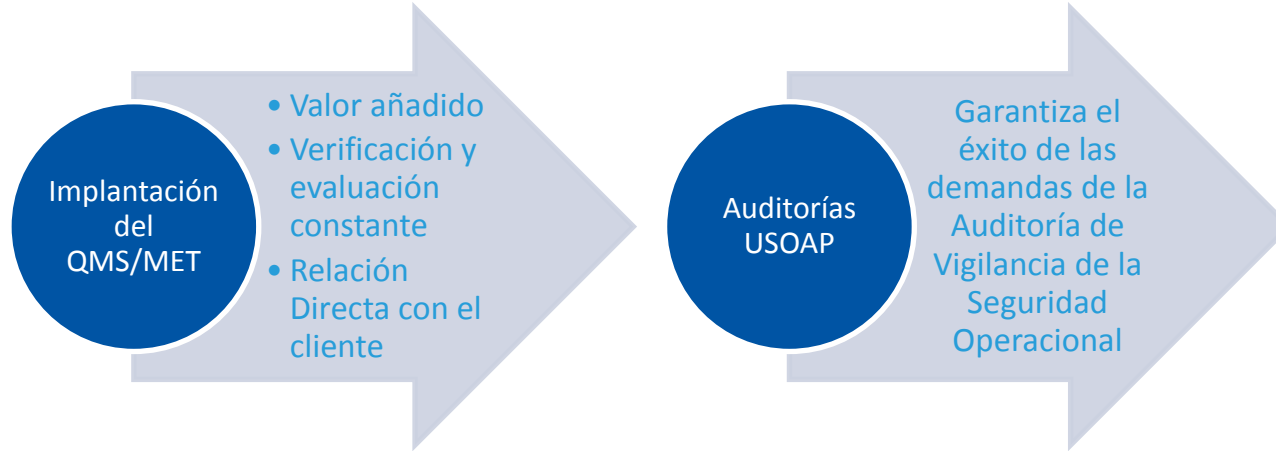 Implantación
del
QMS/MET
• Valor añadido
• Verificación y
evaluación
constante
• Relación
Directa con el
cliente
Auditorías
USOAP
Garantiza el
éxito de las
demandas de la
Auditoría de
Vigilancia de la
Seguridad
Operacional